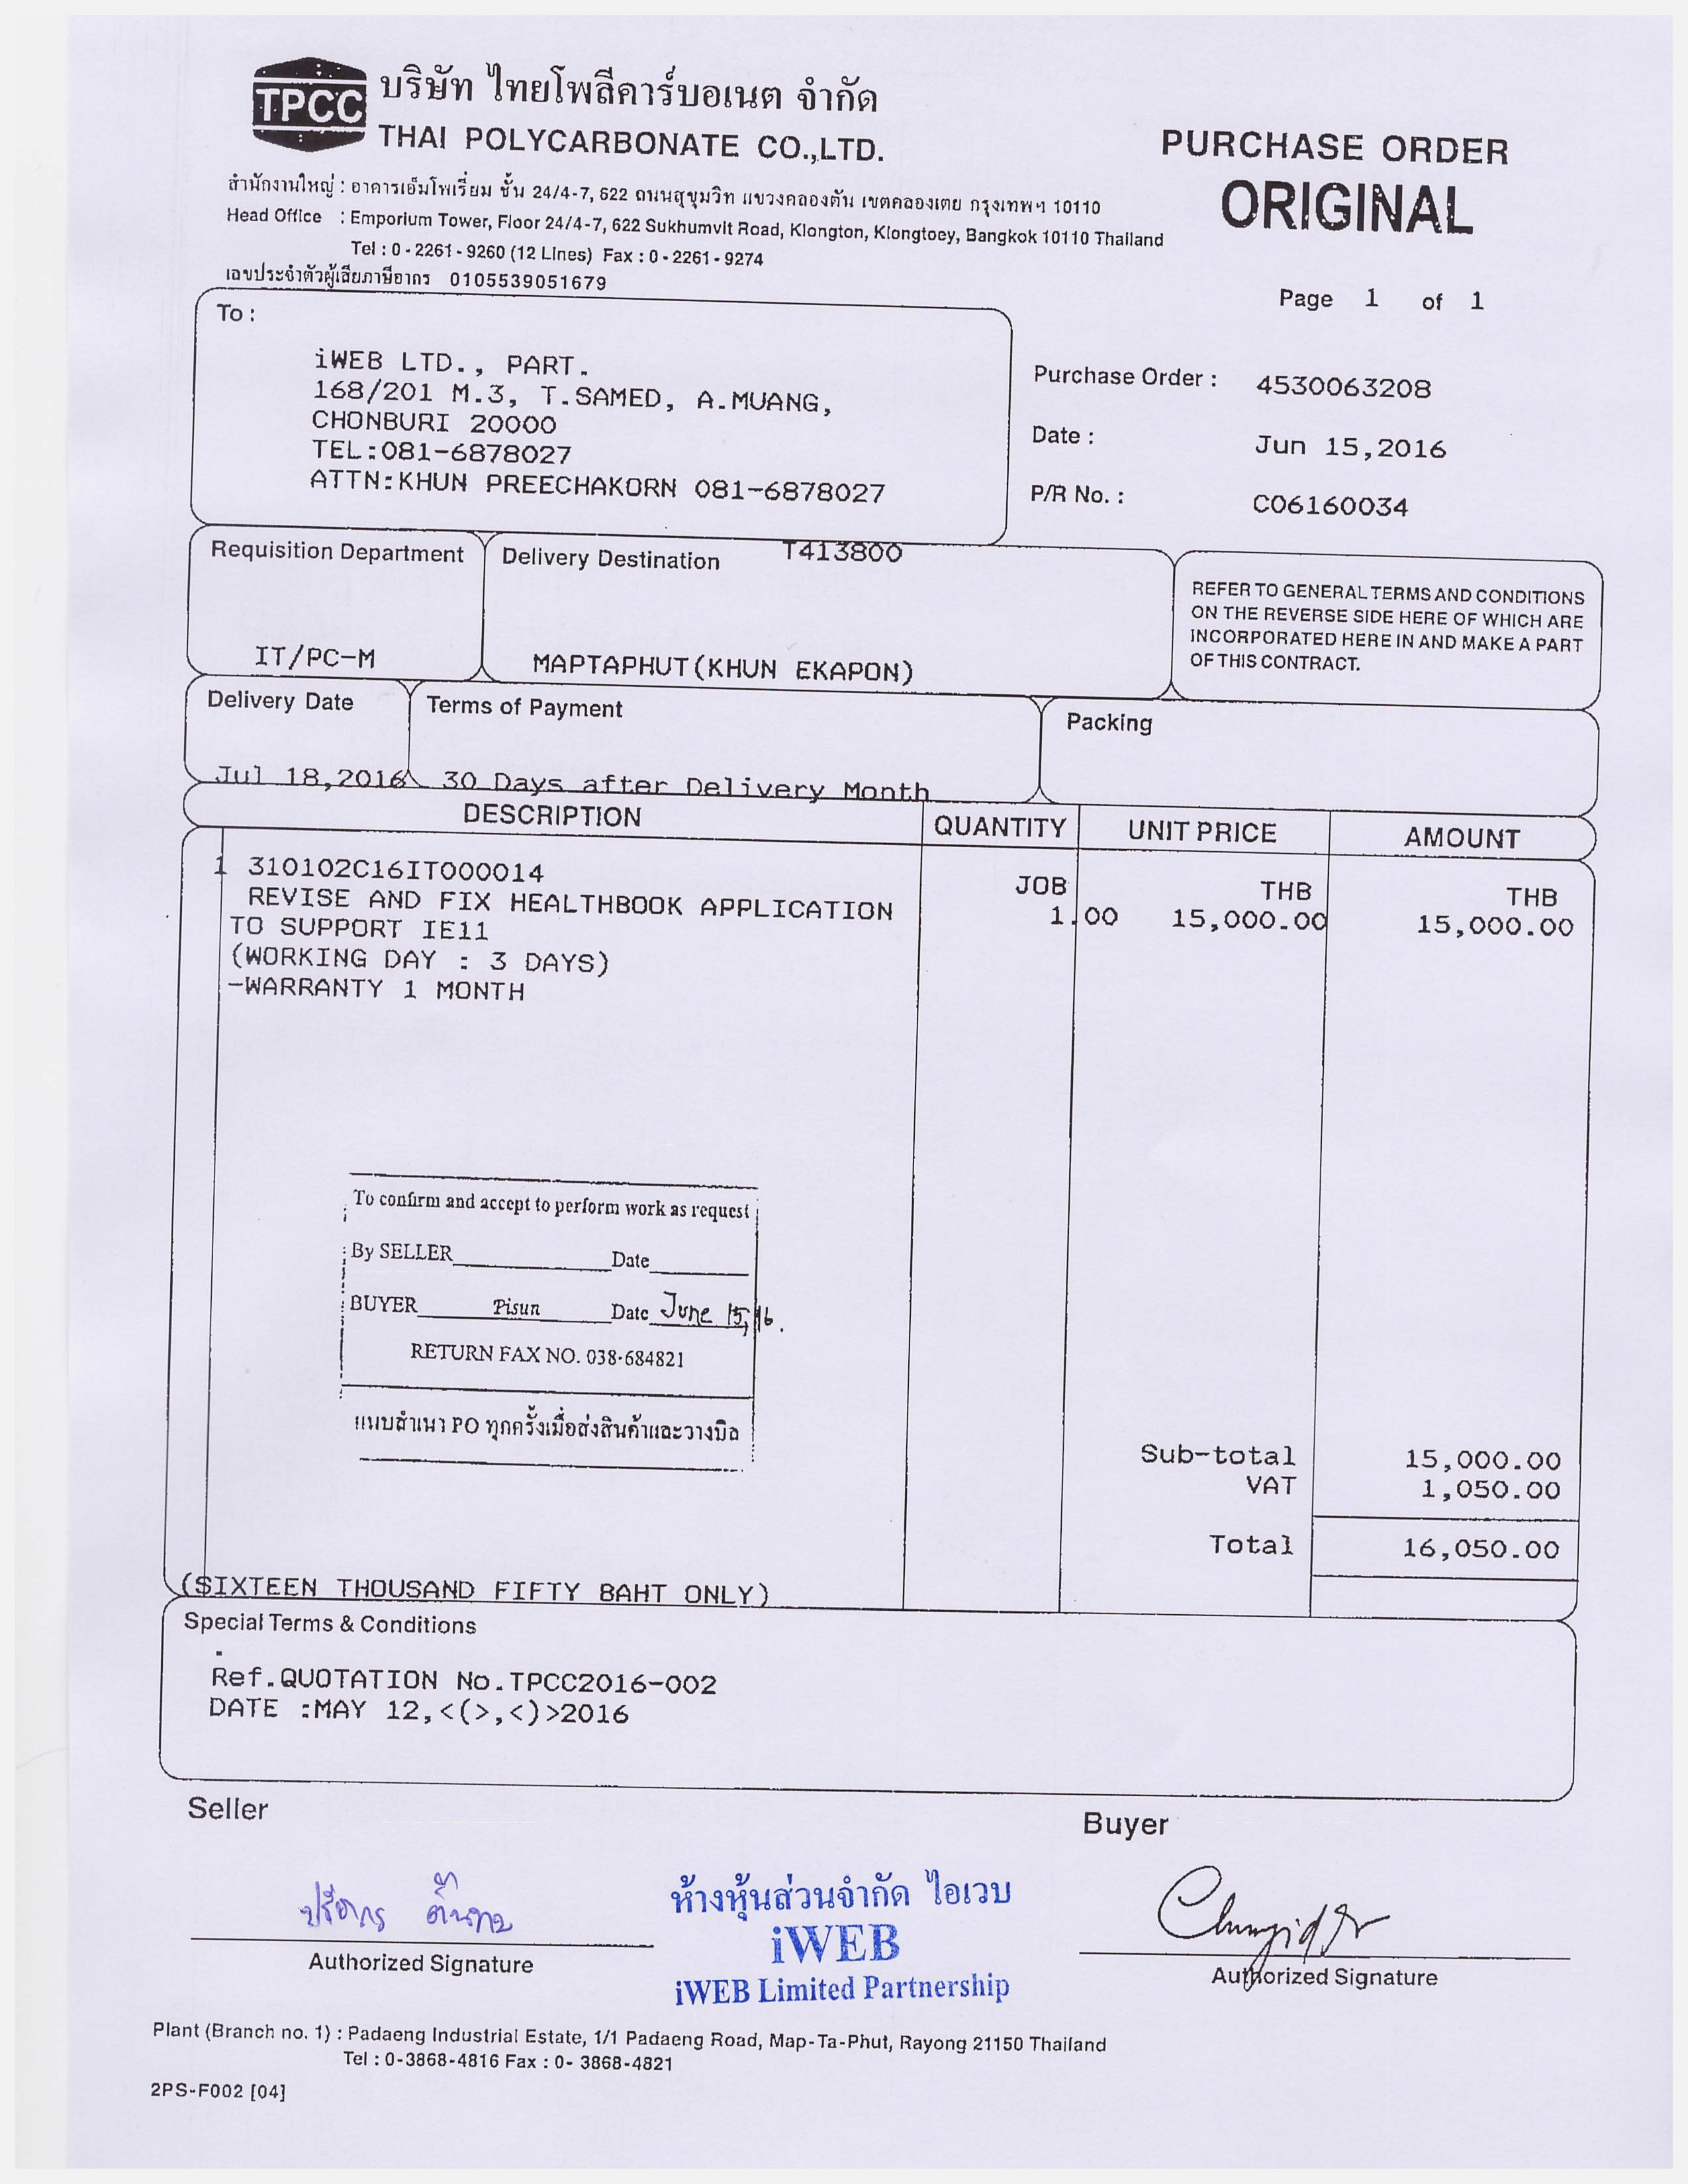 TPCC
บริษัท ไทยโพลีคาร์บอเนต จำกัด
THAI POLYCARBONATE CO.,LTD.
สำนักงานใหญ่ : อาคารเอ็มโพเรี่ยม ชั้น 24/4-7, 622 ถนนสุขุมวิท แขวงคลองตัน เขตคลองเตย กรุงเทพฯ 10110
Head Office : Emporium Tower, Floor 24/4-7, 622 Sukhumvit Road, Klongton, Klongtoey, Bangkok 10110 Thailand
Tel : 0 - 2261 - 9260 (12 Lines) Fax : 0 - 2261 - 9274
เลขประจำตัวผู้เสียภาษีอากร 0105539051679
PURCHASE ORDER
ORIGINAL
Page 1 of 1
To :
iWEB LTD., PART.
168/201 M.3, T.SAMED, A.MUANG,
CHONBURI 20000
TEL:081-6878027
ATTN:KHUN PREECHAKORN 081-6878027
Purchase Order : 4530063208
Date : Jun 15,2016
P/R No. : C06160034
Requisition Department
IT/PC-M
Delivery Destination T413800
MAPTAPHUT(KHUN EKAPON)
REFER TO GENERAL TERMS AND CONDITIONS
ON THE REVERSE SIDE HERE OF WHICH ARE
INCORPORATED HERE IN AND MAKE A PART
OF THIS CONTRACT.
Delivery Date
Jul 18,2016
Terms of Payment
30 Days after Delivery Month
Packing
DESCRIPTION QUANTITY UNIT PRICE AMOUNT
1 310102C16IT000014 JOB THB THB
REVISE AND FIX HEALTHBOOK APPLICATION 1.00 15,000.00 15,000.00
TO SUPPORT IE11
(WORKING DAY : 3 DAYS)
-WARRANTY 1 MONTH
To confirm and accept to perform work as request
By SELLER Date
BUYER Pisun Date June 15, 16.
RETURN FAX NO. 038-684821
แนบสำเนา PO ทุกครั้งเมื่อส่งสินค้าและวางบิล
Sub-total 15,000.00
VAT 1,050.00
Total 16,050.00
(SIXTEEN THOUSAND FIFTY BAHT ONLY)
Special Terms & Conditions
.
Ref.QUOTATION No.TPCC2016-002
DATE :MAY 12,<(>,<)>2016
Seller
Buyer
Authorized Signature
ห้างหุ้นส่วนจำกัด ไอเวบ
iWEB
iWEB Limited Partnership
Authorized Signature
Plant (Branch no. 1) : Padaeng Industrial Estate, 1/1 Padaeng Road, Map-Ta-Phut, Rayong 21150 Thailand
Tel : 0-3868-4816 Fax : 0- 3868-4821
2PS-F002 [04]